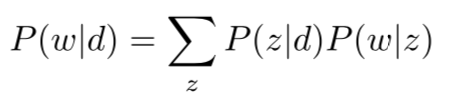 P(w|d) = ∑_z P(z|d)P(w|z)